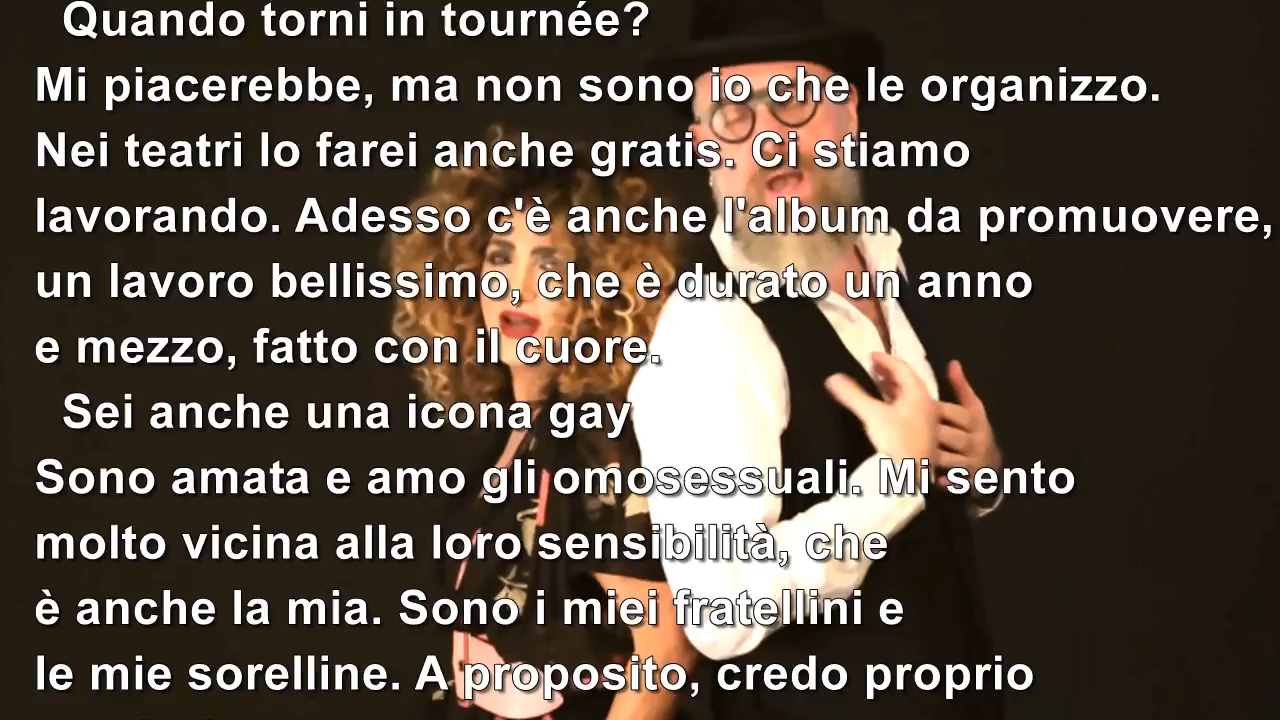 Quando torni in tournée?
Mi piacerebbe, ma non sono io che le organizzo.
Nei teatri lo farei anche gratis. Ci stiamo
lavorando. Adesso c'è anche l'album da promuovere,
un lavoro bellissimo, che è durato un anno
e mezzo, fatto con il cuore.
Sei anche una icona gay
Sono amata e amo gli omosessuali. Mi sento
molto vicina alla loro sensibilità, che
è anche la mia. Sono i miei fratellini e
le mie sorelline. A proposito, credo proprio